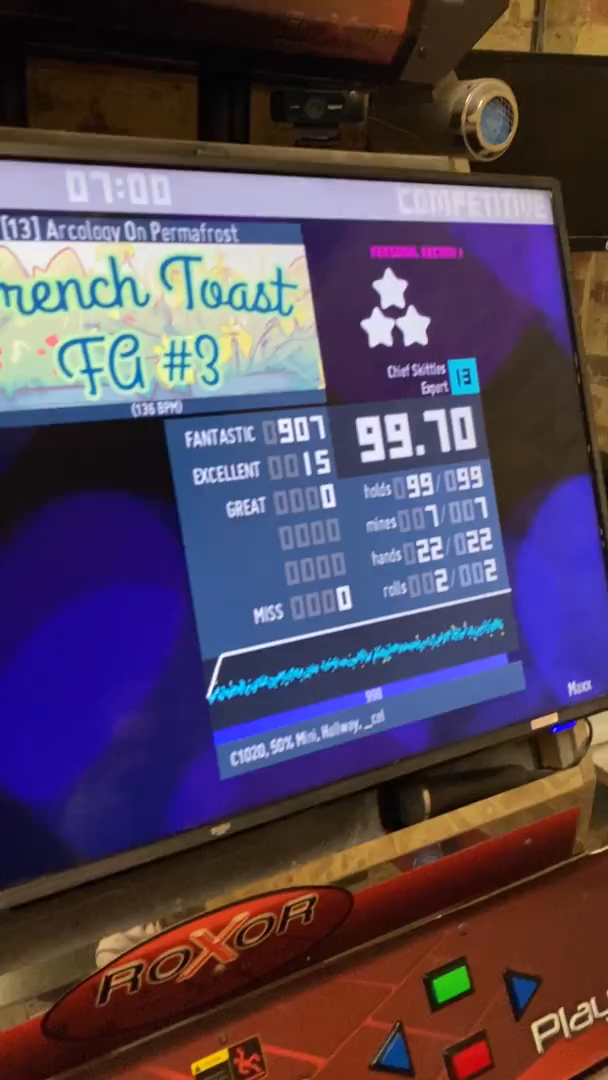 07:00
COMPETITIVE
[13] Arcology On Permafrost
rench Toast
FA #3
(136 BPM)
PERSONAL RECORD 1
Chief Skittles
Expert 13
FANTASTIC 0907
99.70
EXCELLENT 0015
GREAT 0000
0000
0000
MISS 0000
holds 099/099
mines 007/007
hands 022/022
rolls 002/002
C1020, 50% Mini, Hallway, _cel
Maxx
ROXOR
Play